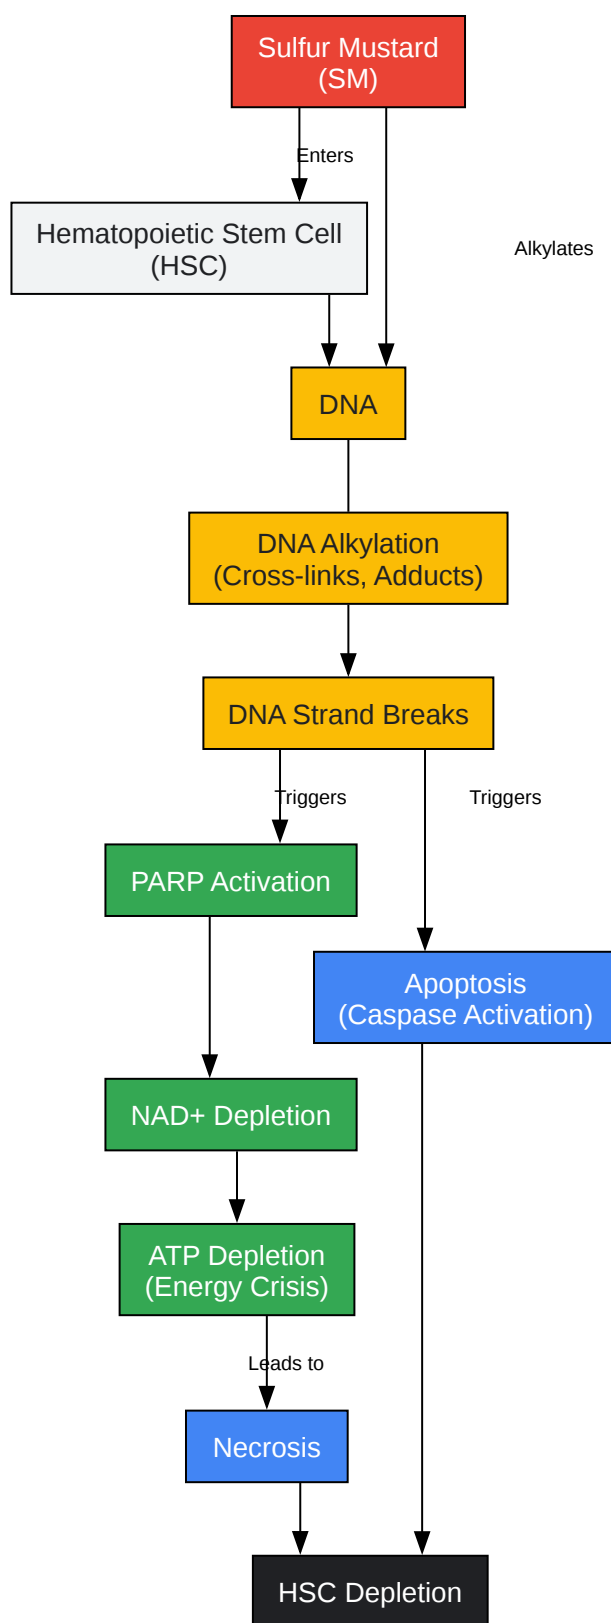 Sulfur Mustard
(SM)
Enters
Hematopoietic Stem Cell
(HSC)
Alkylates
DNA
DNA Alkylation
(Cross-links, Adducts)
DNA Strand Breaks
Triggers
Triggers
PARP Activation
Apoptosis
(Caspase Activation)
NAD+ Depletion
ATP Depletion
(Energy Crisis)
Leads to
Necrosis
HSC Depletion